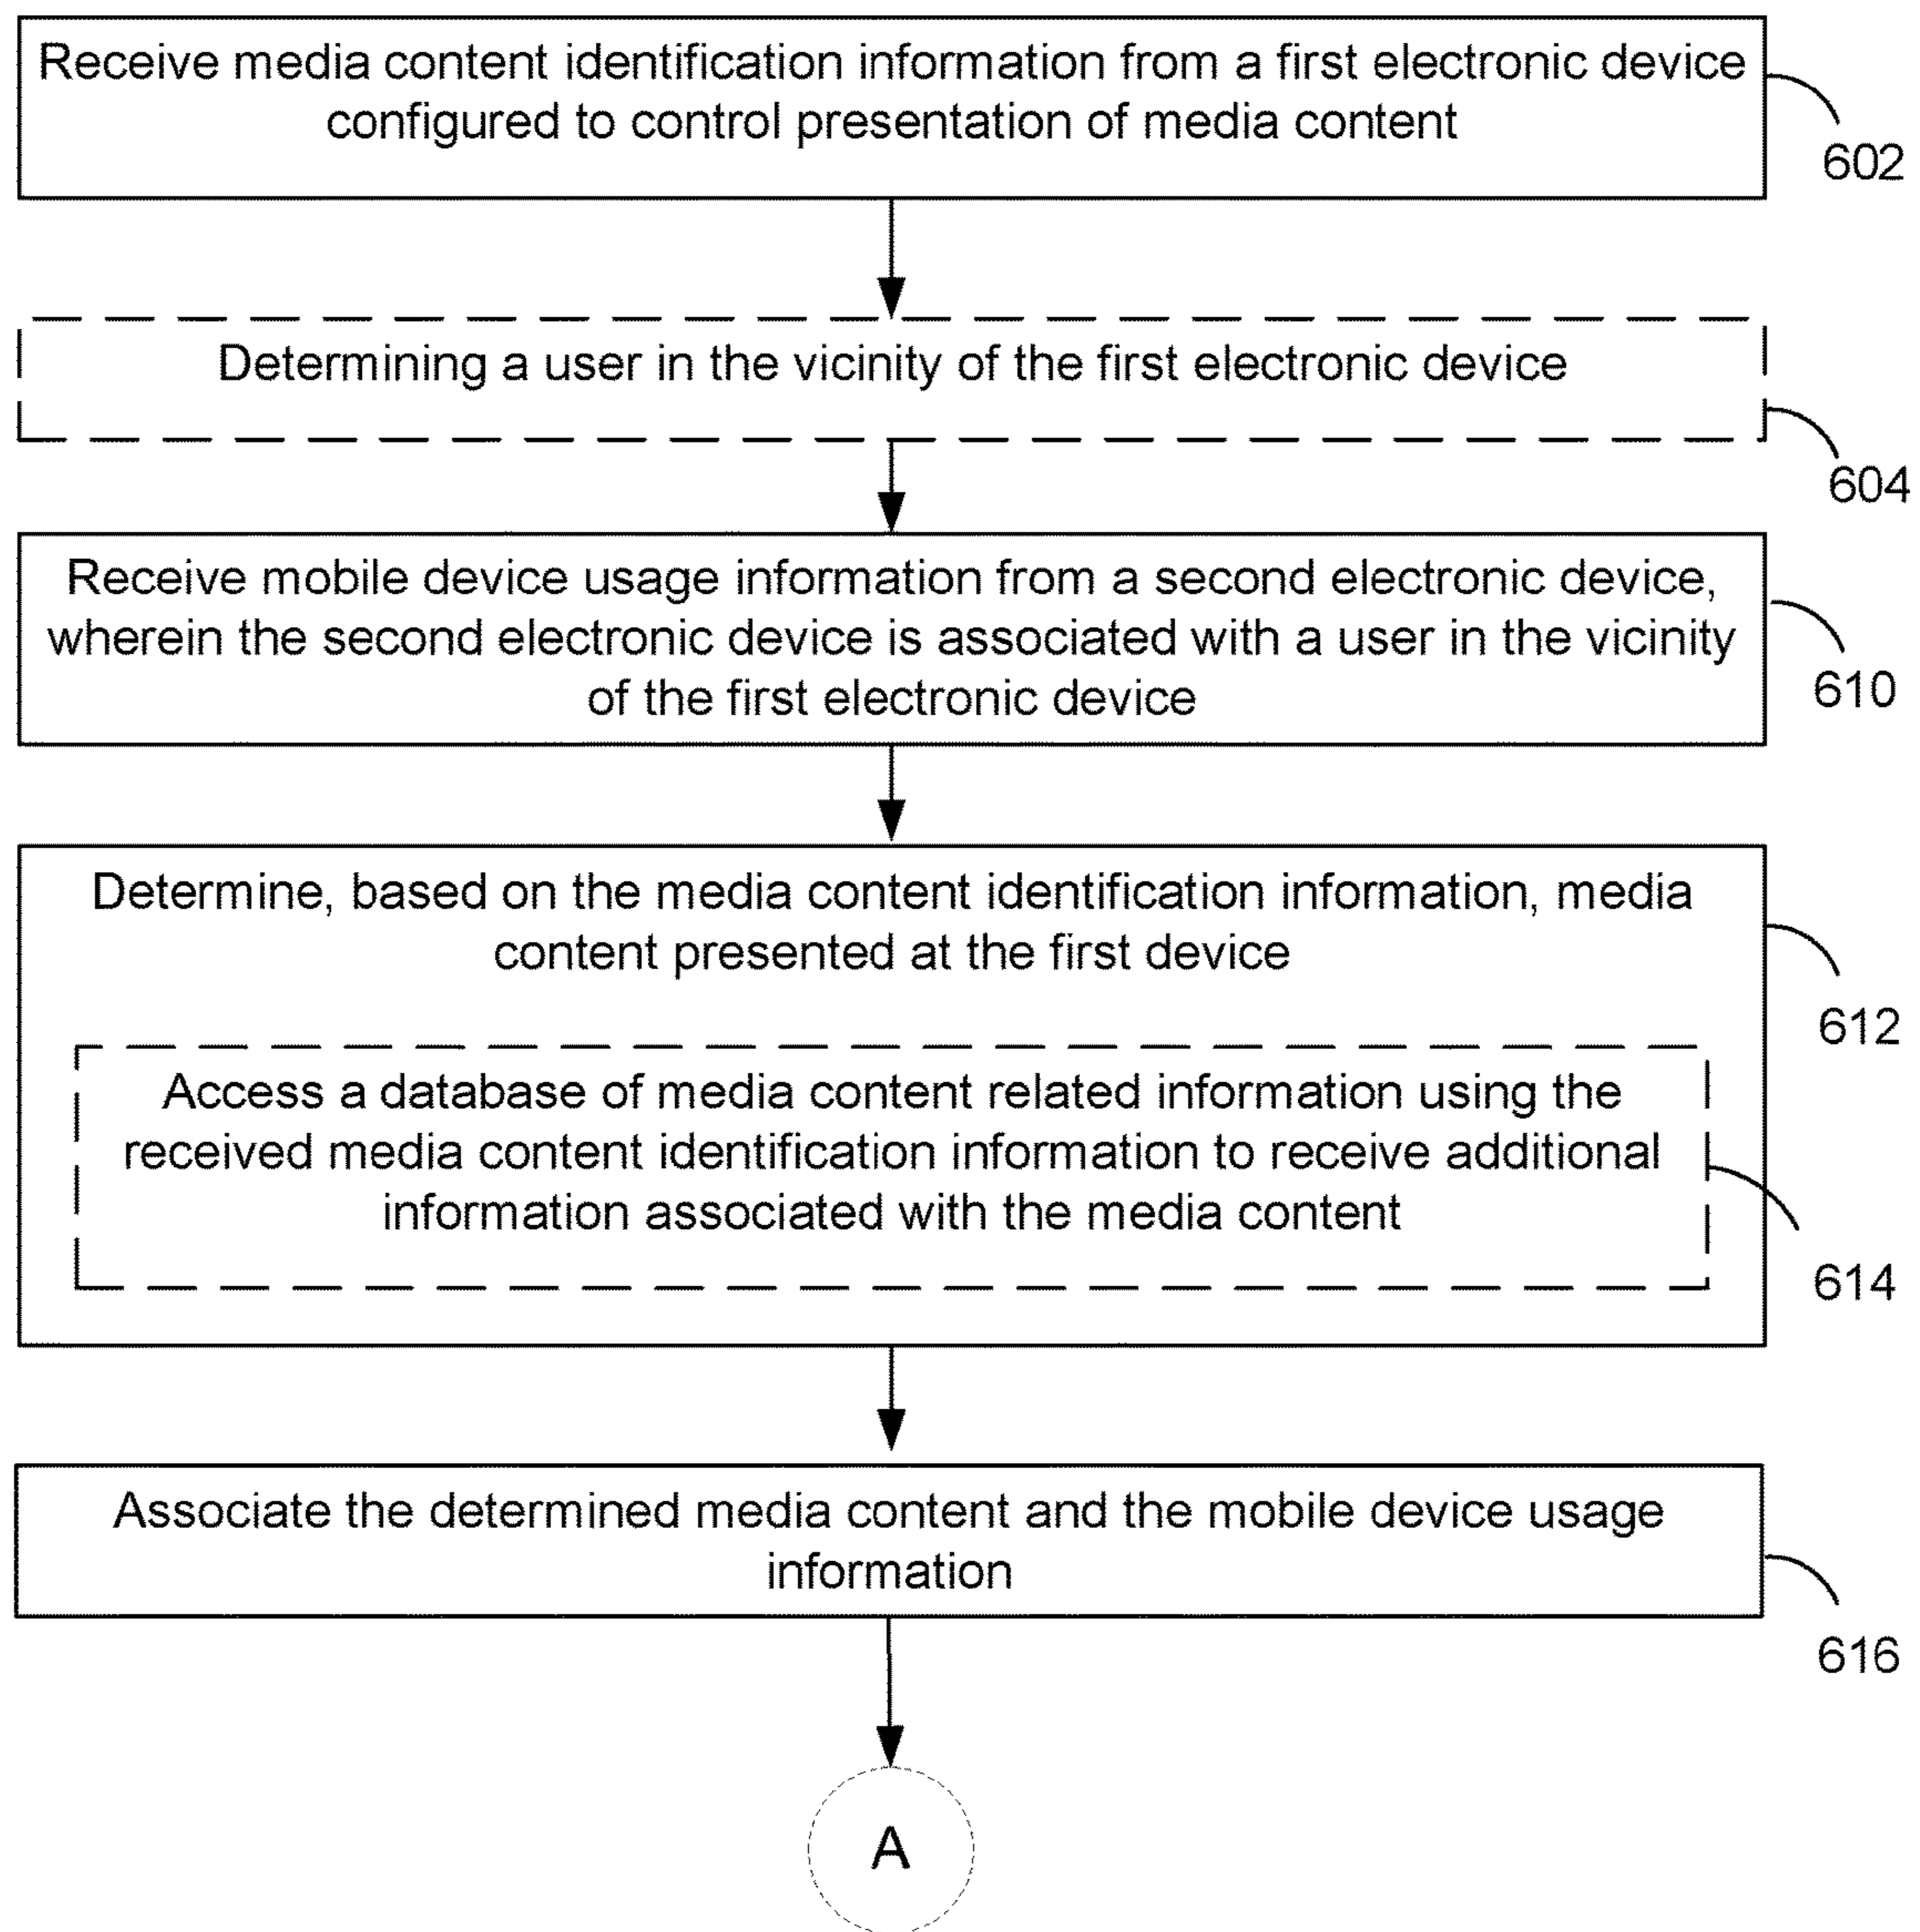 Receive media content identification information from a first electronic device
configured to control presentation of media content
602
Determining a user in the vicinity of the first electronic device
604
Receive mobile device usage information from a second electronic device,
wherein the second electronic device is associated with a user in the vicinity
of the first electronic device
610
Determine, based on the media content identification information, media
content presented at the first device
612
Access a database of media content related information using the
received media content identification information to receive additional
information associated with the media content
614
Associate the determined media content and the mobile device usage
information
616
A